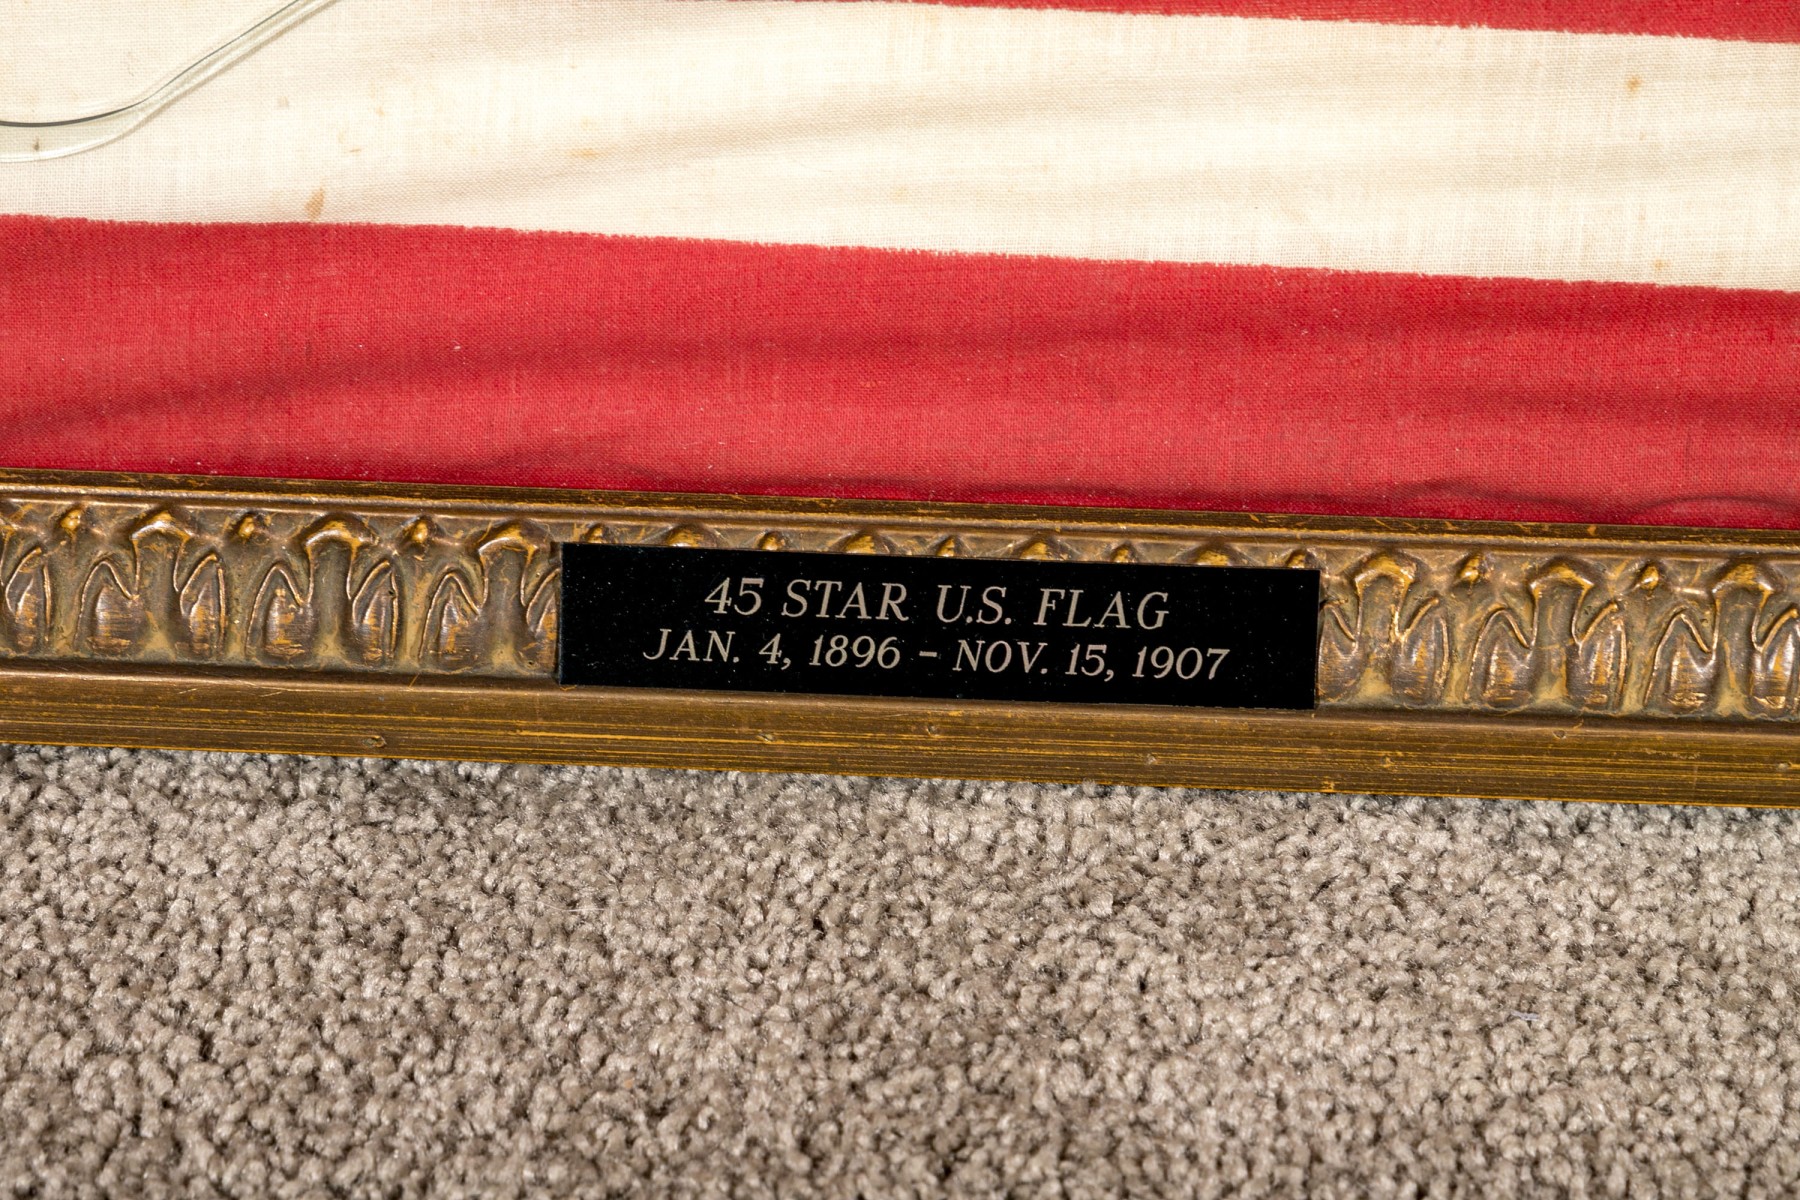 45 STAR U.S. FLAG
JAN. 4, 1896 - NOV. 15, 1907